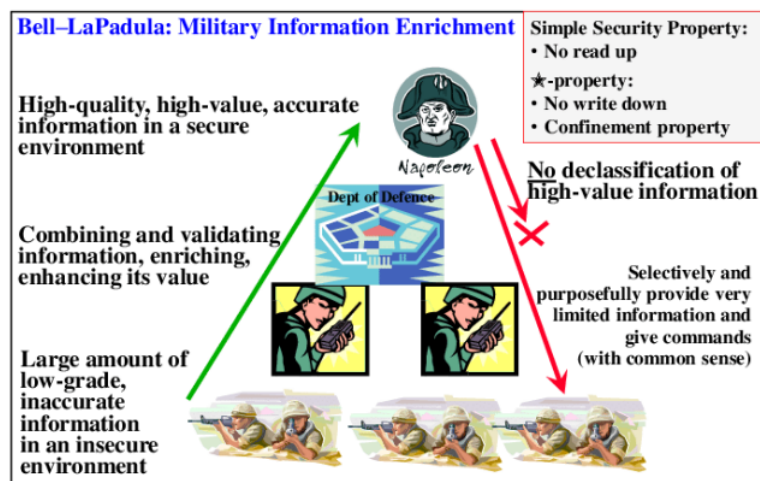 Bell–LaPadula: Military Information Enrichment
Simple Security Property:
• No read up
★-property:
• No write down
• Confinement property
High-quality, high-value, accurate
information in a secure
environment
Napoleon
No declassification of
high-value information
Dept of Defence
Combining and validating
information, enriching,
enhancing its value
Selectively and
purposefully provide very
limited information and
give commands
(with common sense)
Large amount of
low-grade,
inaccurate
information
in an insecure
environment